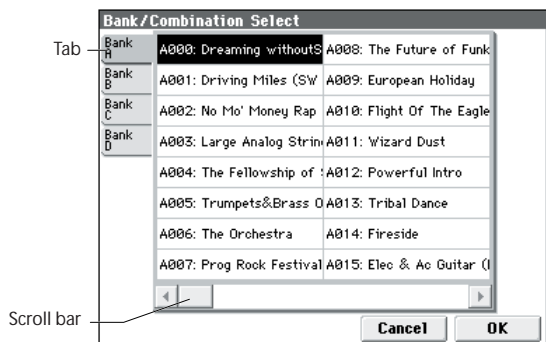 Bank/Combination Select
Tab
Bank A
Bank B
Bank C
Bank D
A000: Dreaming withoutS
A001: Driving Miles (SW
A002: No Mo' Money Rap
A003: Large Analog Strin
A004: The Fellowship of
A005: Trumpets&Brass O
A006: The Orchestra
A007: Prog Rock Festival
A008: The Future of Funk
A009: European Holiday
A010: Flight Of The Eagle
A011: Wizard Dust
A012: Powerful Intro
A013: Tribal Dance
A014: Fireside
A015: Elec & Ac Guitar (
Scroll bar
Cancel
OK